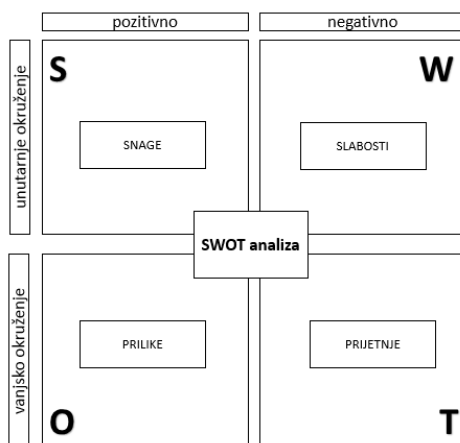 pozitivno
negativno
unutarnje okruženje
S
W
SNAGE
SLABOSTI
SWOT analiza
vanjsko okruženje
PRILIKE
PRIJETNJE
O
T